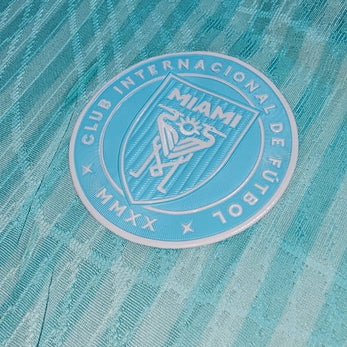 CLUB INTERNACIONAL DE FÚTBOL
MIAMI
MMXX